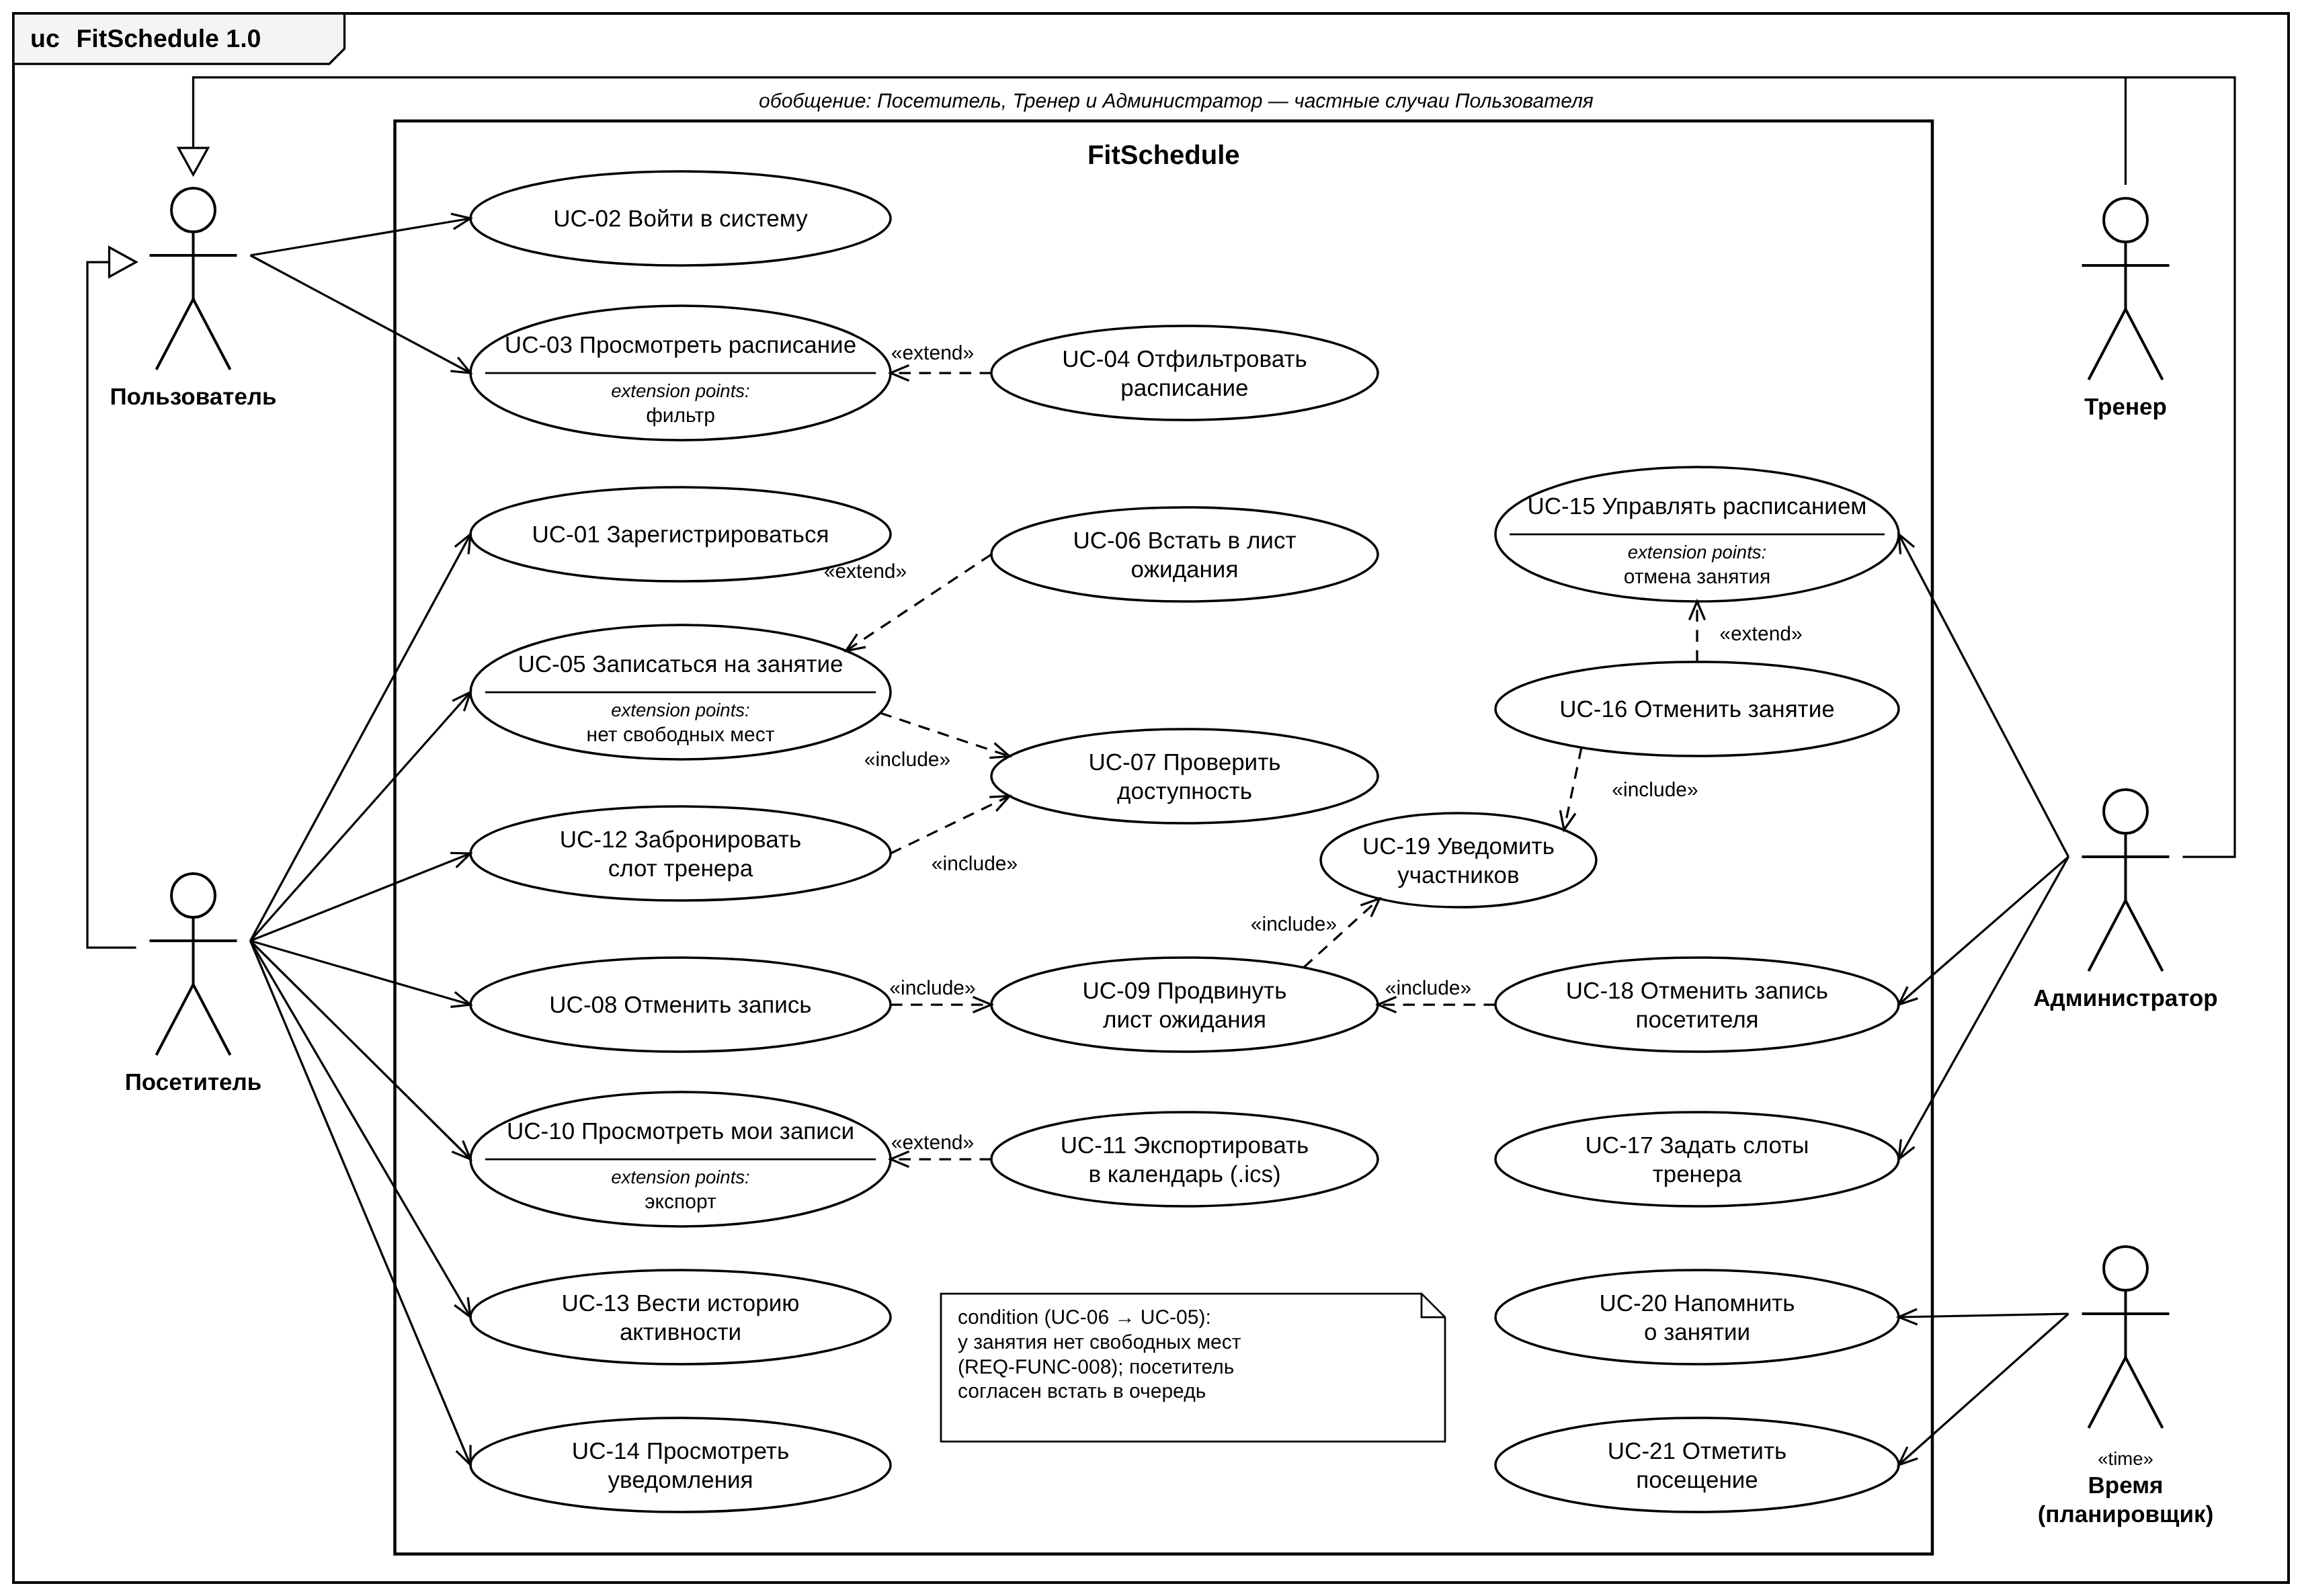 uc FitSchedule 1.0
обобщение: Посетитель, Тренер и Администратор — частные случаи Пользователя
FitSchedule
UC-02 Войти в систему
UC-03 Просмотреть расписание
extension points:
фильтр
«extend»
UC-04 Отфильтровать
расписание
Пользователь
Тренер
UC-01 Зарегистрироваться
«extend»
UC-06 Встать в лист
ожидания
UC-15 Управлять расписанием
extension points:
отмена занятия
«extend»
UC-05 Записаться на занятие
extension points:
нет свободных мест
«include»
UC-07 Проверить
доступность
UC-16 Отменить занятие
«include»
UC-12 Забронировать
слот тренера
«include»
UC-19 Уведомить
участников
«include»
UC-08 Отменить запись
«include»
UC-09 Продвинуть
лист ожидания
«include»
UC-18 Отменить запись
посетителя
Администратор
Посетитель
UC-10 Просмотреть мои записи
extension points:
экспорт
«extend»
UC-11 Экспортировать
в календарь (.ics)
UC-17 Задать слоты
тренера
UC-13 Вести историю
активности
condition (UC-06 → UC-05):
у занятия нет свободных мест
(REQ-FUNC-008); посетитель
согласен встать в очередь
UC-20 Напомнить
о занятии
UC-14 Просмотреть
уведомления
UC-21 Отметить
посещение
«time»
Время
(планировщик)